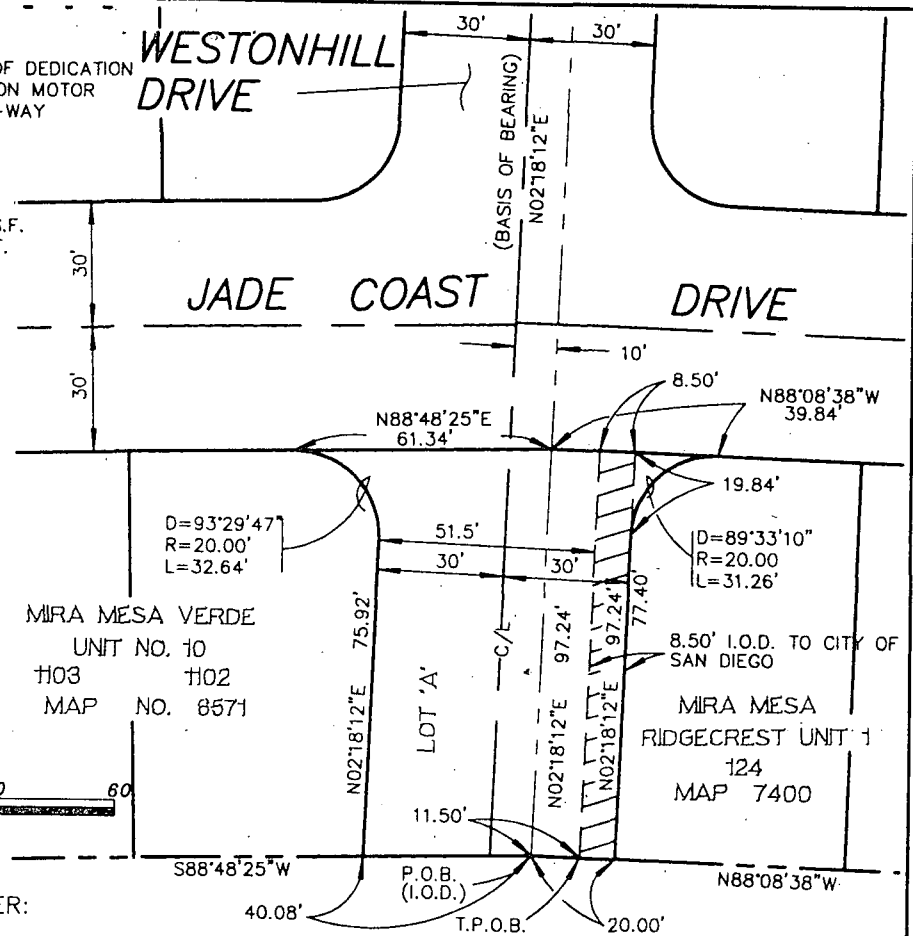 30'
30'
WESTONHILL
DRIVE
OF DEDICATION
ON MOTOR
-WAY
(BASIS OF BEARING)
N02°18'12"E
S.F.
30'
JADE COAST DRIVE
10'
30'
8.50'
N88°08'38"W
39.84'
N88°48'25"E
61.34'
19.84'
D=93°29'47"
R=20.00'
L=32.64'
51.5'
30'
30'
D=89°33'10"
R=20.00
L=31.26'
75.92'
N02°18'12"E
LOT 'A'
C/L
97.24'
N02°18'12"E
97.24'
N02°18'12"E
77.40'
8.50' I.O.D. TO CITY OF
SAN DIEGO
MIRA MESA VERDE
UNIT NO. 10
1103 1102
MAP NO. 8571
MIRA MESA
RIDGECREST UNIT 1
124
MAP 7400
60
11.50'
S88°48'25"W
P.O.B.
(I.O.D.)
N88°08'38"W
ER:
40.08'
T.P.O.B.
20.00'